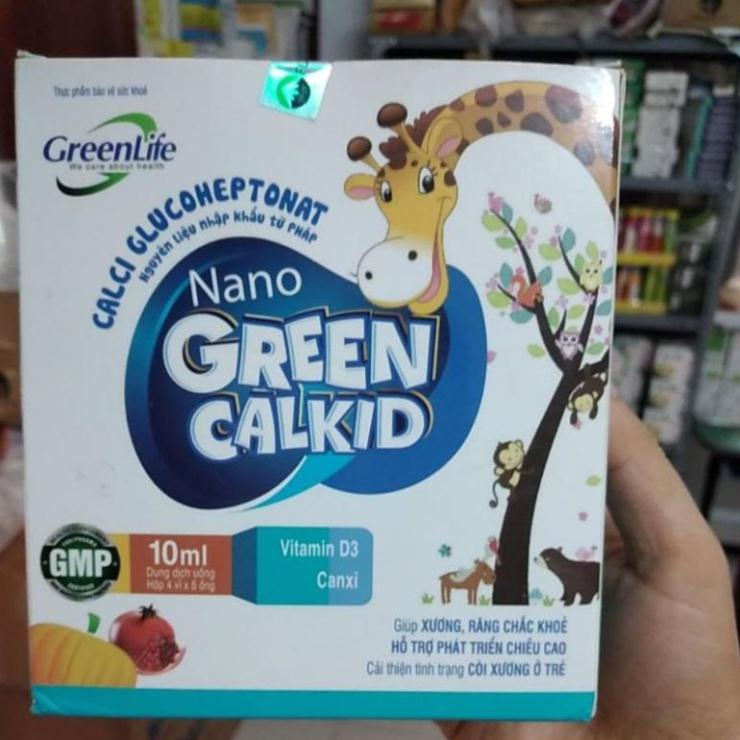 Thực phẩm bảo vệ sức khoẻ
GreenLife
We care about health
CALCI GLUCOHEPTONAT
Nguyên liệu nhập khẩu từ PHÁP
Nano
GREEN
CALKID
GMP
10ml
Dung dịch uống
Hộp 4 vỉ x 5 ống
Vitamin D3
Canxi
Giúp XƯƠNG, RĂNG CHẮC KHOẺ
HỖ TRỢ PHÁT TRIỂN CHIỀU CAO
Cải thiện tình trạng CÒI XƯƠNG Ở TRẺ